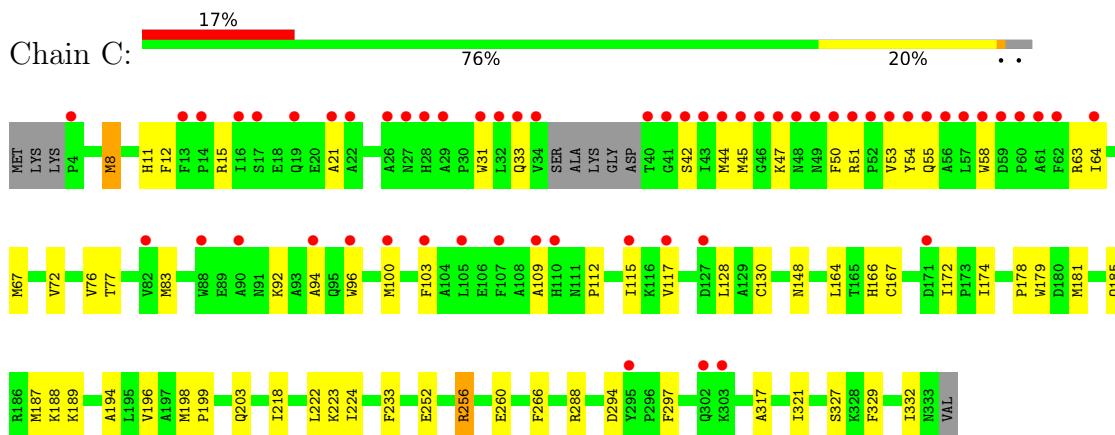 17%
Chain C:
76% 20% • •
MET LYS LYS P4 M8 H11 F12 F13 P14 R15 I16 S17 E18 Q19 E20 A21 A22 A26 N27 H28 A29 P30 W31 L32 Q33 V34 SER ALA LYS GLY ASP T40 G41 S42 I43 M44 M45 G46 K47 N48 N49 F50 R51 P52 V53 Y54 Q55 A56 L57 W58 D59 P60 A61 F62 R63 I64
M67 V72 V76 T77 V82 M83 W88 E89 A90 N91 K92 A93 A94 Q95 W96 M100 F103 A104 L105 E106 F107 A108 A109 H110 N111 P112 I115 K116 V117 D127 L128 A129 C130 N148 L164 T165 H166 C167 D171 I172 P173 I174 P178 W179 D180 M181
R186 M187 K188 K189 A194 L195 V196 A197 M198 P199 Q203 I218 L222 K223 I224 F233 E252 R256 E260 F266 R288 D294 Y295 P296 F297 Q302 K303 A317 I321 S327 K328 F329 I332 N333 VAL